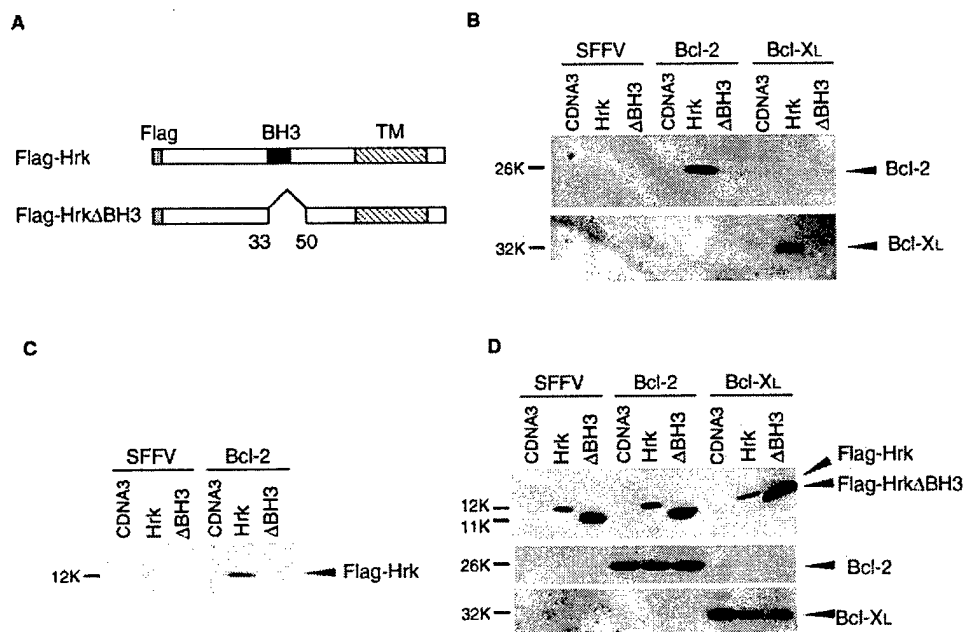 A
Flag BH3 TM
Flag-Hrk
Flag-HrkΔBH3
33 50
B
SFFV Bcl-2 Bcl-XL
CDNA3 Hrk ΔBH3 CDNA3 Hrk ΔBH3 CDNA3 Hrk ΔBH3
26K Bcl-2
32K Bcl-XL
C
SFFV Bcl-2
CDNA3 Hrk ΔBH3 CDNA3 Hrk ΔBH3
12K Flag-Hrk
D
SFFV Bcl-2 Bcl-XL
CDNA3 Hrk ΔBH3 CDNA3 Hrk ΔBH3 CDNA3 Hrk ΔBH3
Flag-Hrk
Flag-HrkΔBH3
12K
11K
26K Bcl-2
32K Bcl-XL